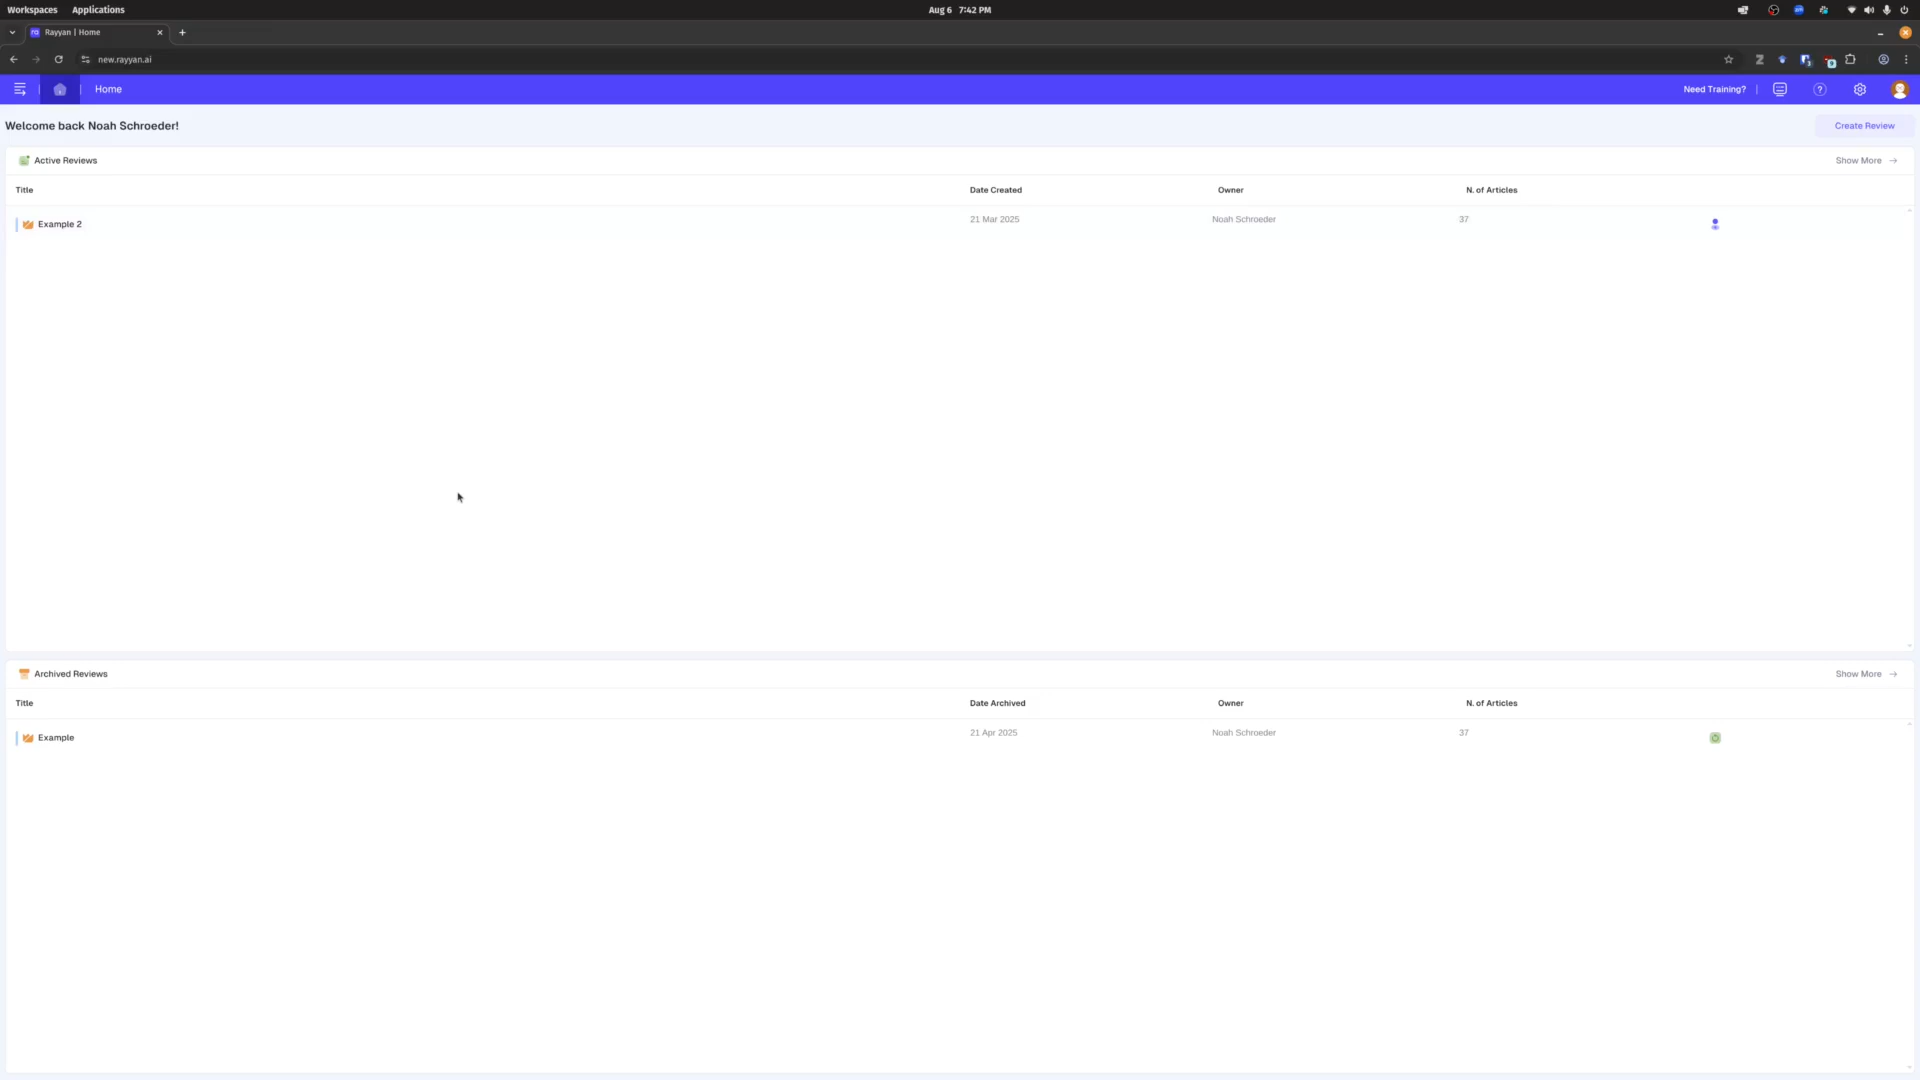 Workspaces Applications Aug 6 7:42 PM
Rayyan | Home
new.rayyan.ai
Home Need Training?
Welcome back Noah Schroeder! Create Review
Active Reviews Show More
Title Date Created Owner N. of Articles
Example 2 21 Mar 2025 Noah Schroeder 37
Archived Reviews Show More
Title Date Archived Owner N. of Articles
Example 21 Apr 2025 Noah Schroeder 37